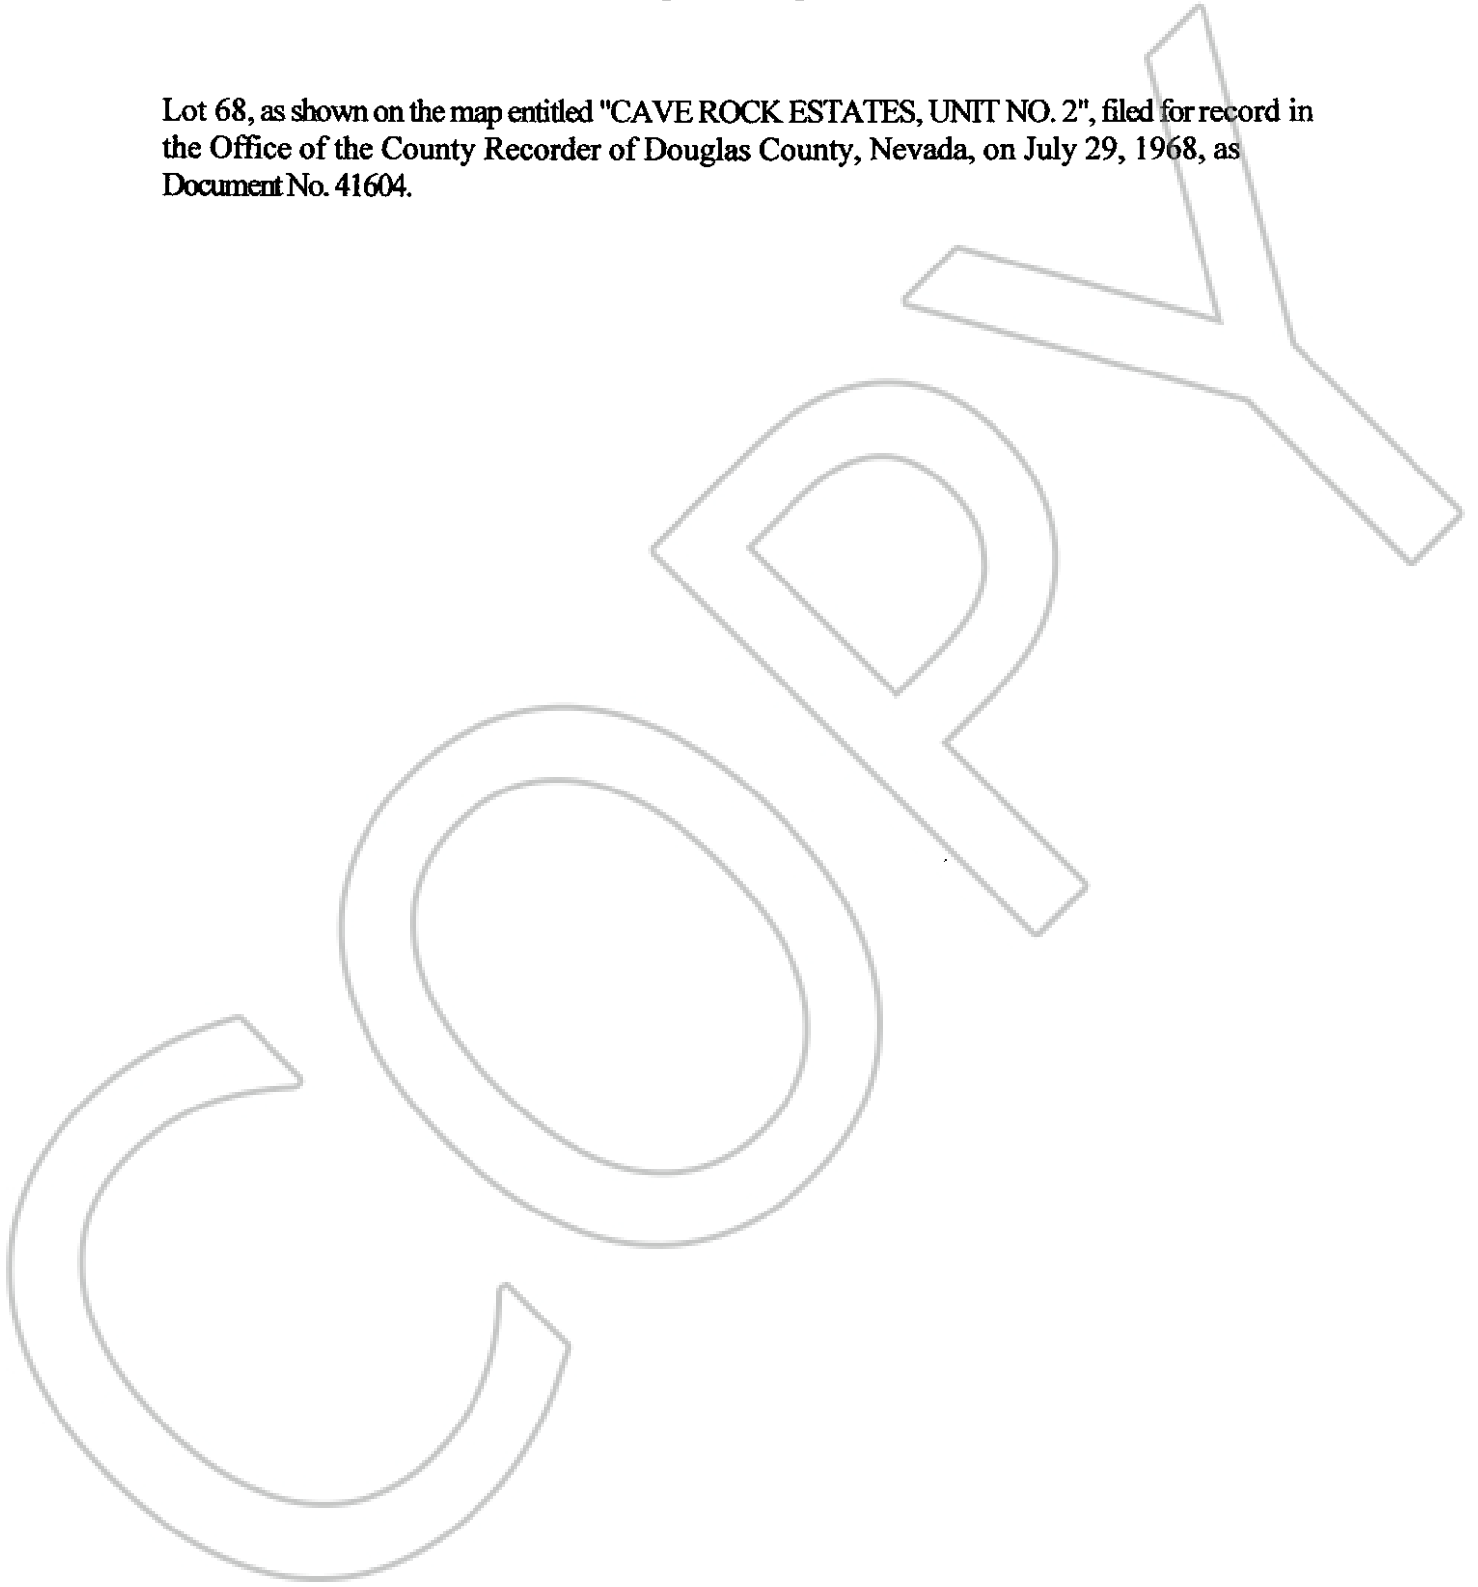 Lot 68, as shown on the map entitled "CAVE ROCK ESTATES, UNIT NO. 2", filed for record in
the Office of the County Recorder of Douglas County, Nevada, on July 29, 1968, as
Document No. 41604.
COPY